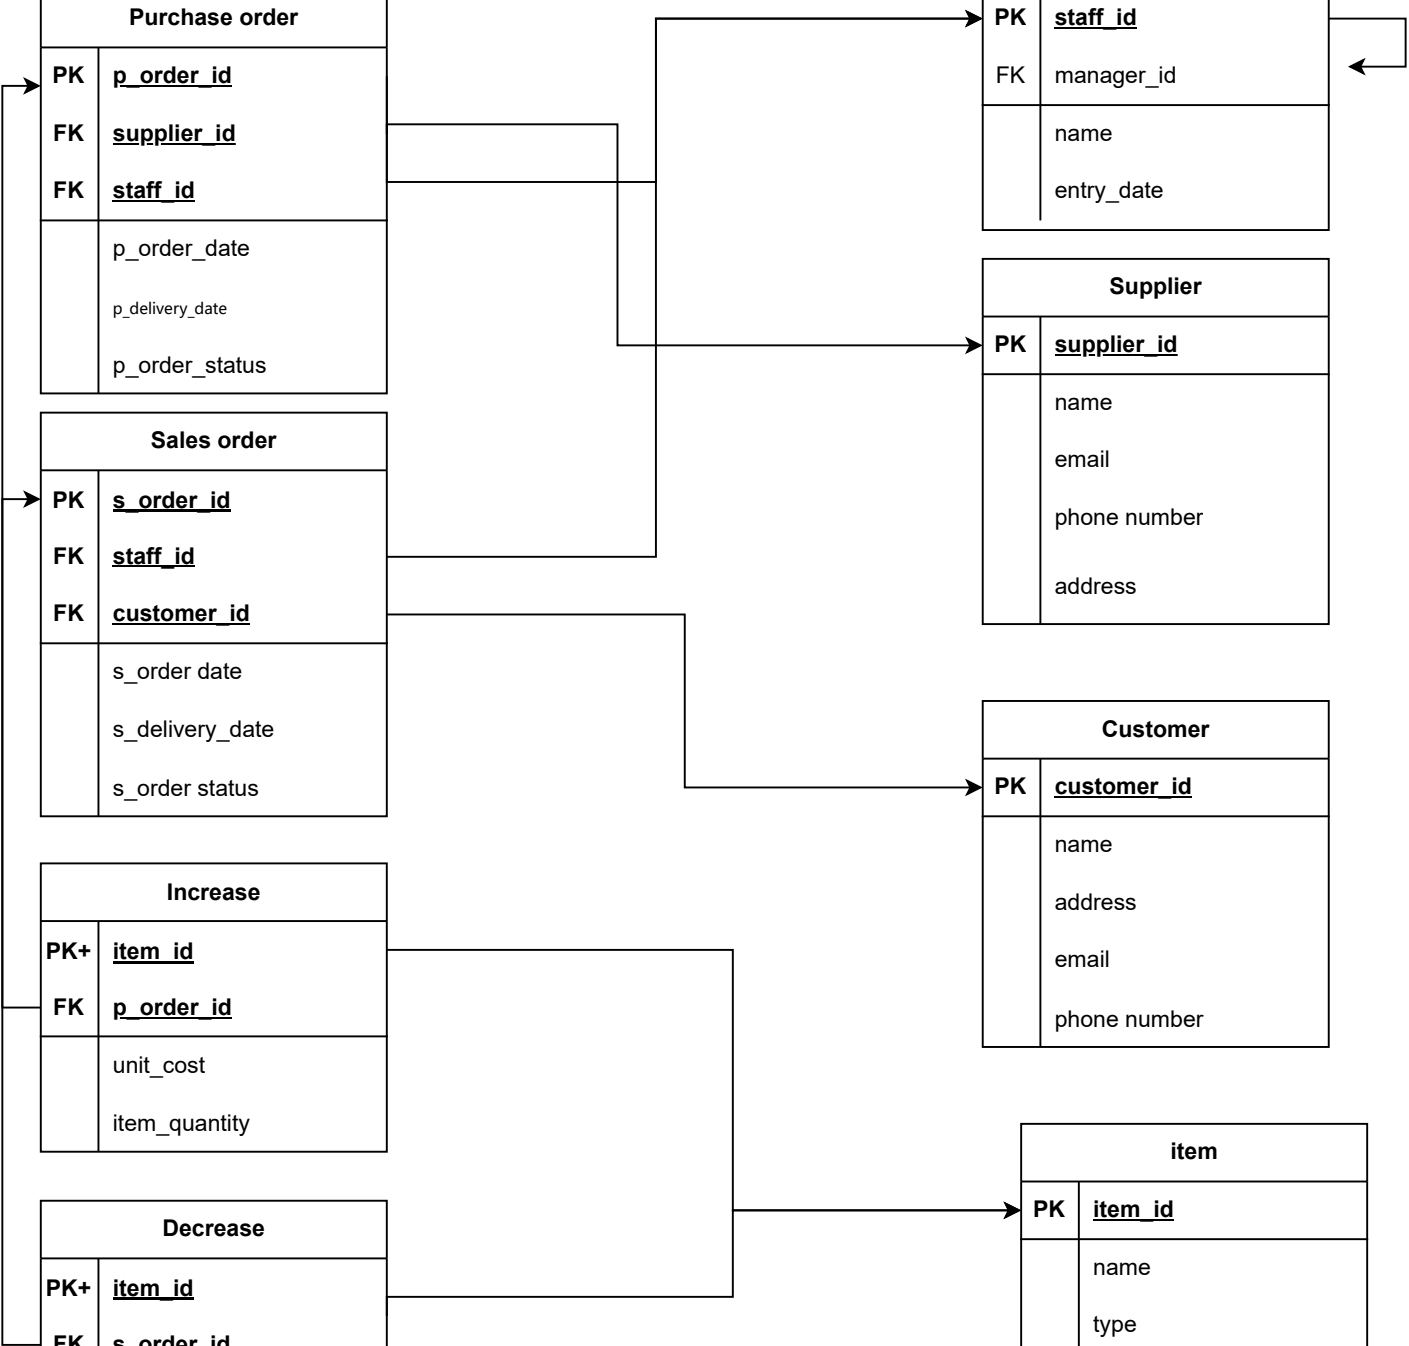 Purchase order
PK p_order_id
FK supplier_id
FK staff_id
p_order_date
p_delivery_date
p_order_status
Sales order
PK s_order_id
FK staff_id
FK customer_id
s_order date
s_delivery_date
s_order status
Increase
PK+ item_id
FK p_order_id
unit_cost
item_quantity
Decrease
PK+ item_id
FK s_order_id
PK staff_id
FK manager_id
name
entry_date
Supplier
PK supplier_id
name
email
phone number
address
Customer
PK customer_id
name
address
email
phone number
item
PK item_id
name
type